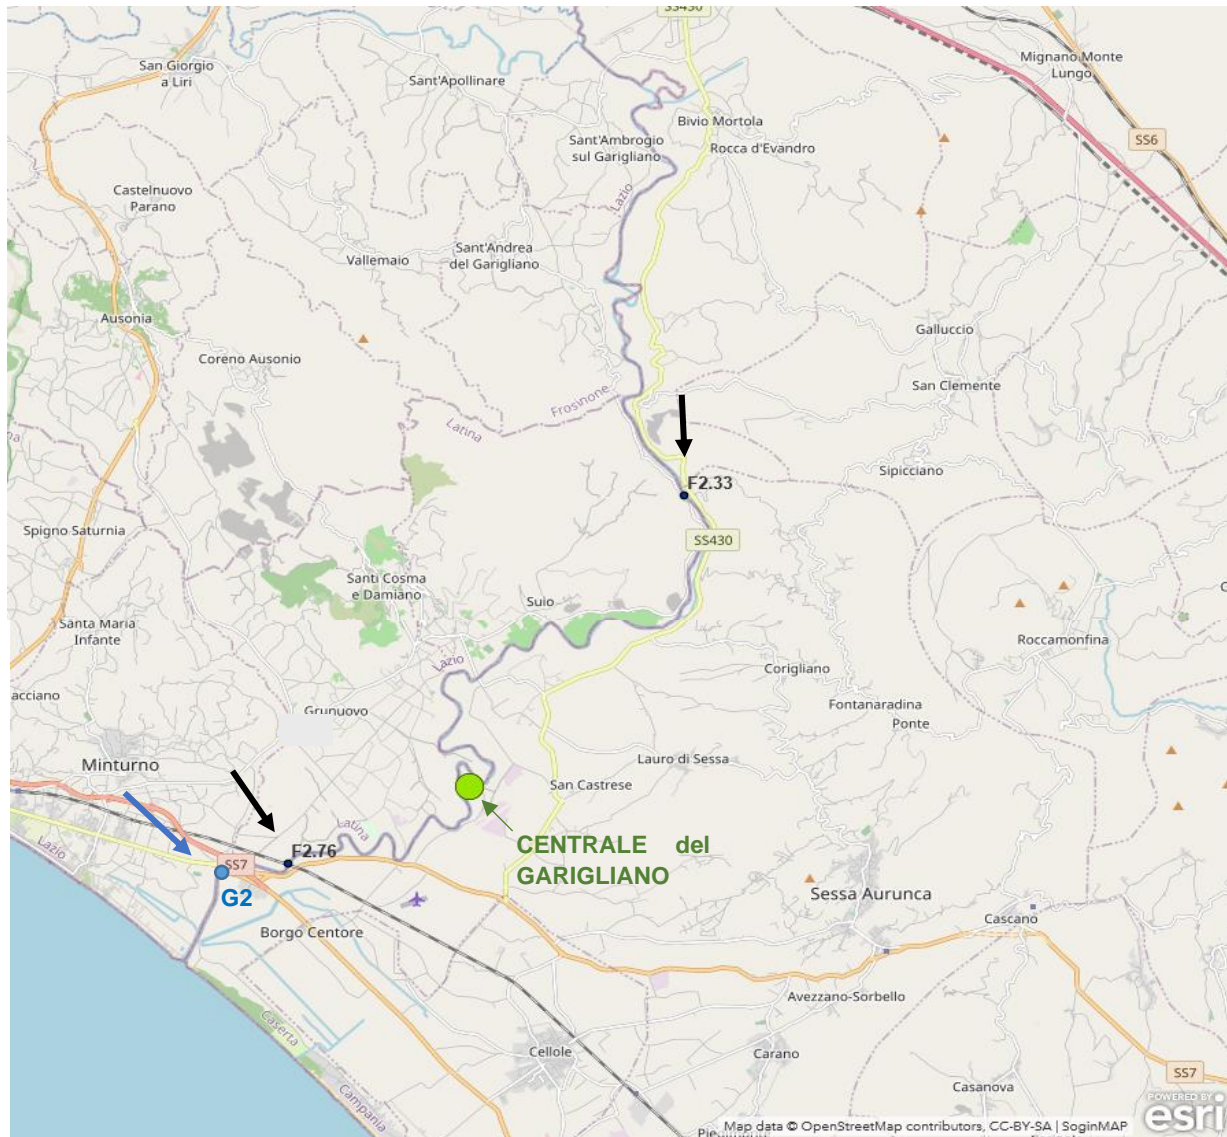 SS430
San Giorgio
a Liri
Sant'Apollinare
Mignano Monte
Lungo
Bivio Mortola
Sant'Ambrogio
sul Garigliano
Rocca d'Evandro
SS6
Castelnuovo
Parano
Lazio
Sant'Andrea
del Garigliano
Vallemaio
Ausonia
Galluccio
Coreno Ausonio
San Clemente
Frosinone
Latina
Sipicciano
F2.33
Spigno Saturnia
SS430
Santi Cosma
e Damiano
Suio
Santa Maria
Infante
Roccamonfina
Lazio
Corigliano
acciano
Fontanaradina
Grunuovo
Ponte
Minturno
Lauro di Sessa
San Castrese
Latina
Lazio
CENTRALE del
GARIGLIANO
F2.76
SS7
G2
Sessa Aurunca
Cascano
Borgo Centore
Avezzano-Sorbello
Caserta
Cellole
Carano
SS7
Casanova
Campania
POWERED BY
esri
Map data © OpenStreetMap contributors, CC-BY-SA | SoginMAP